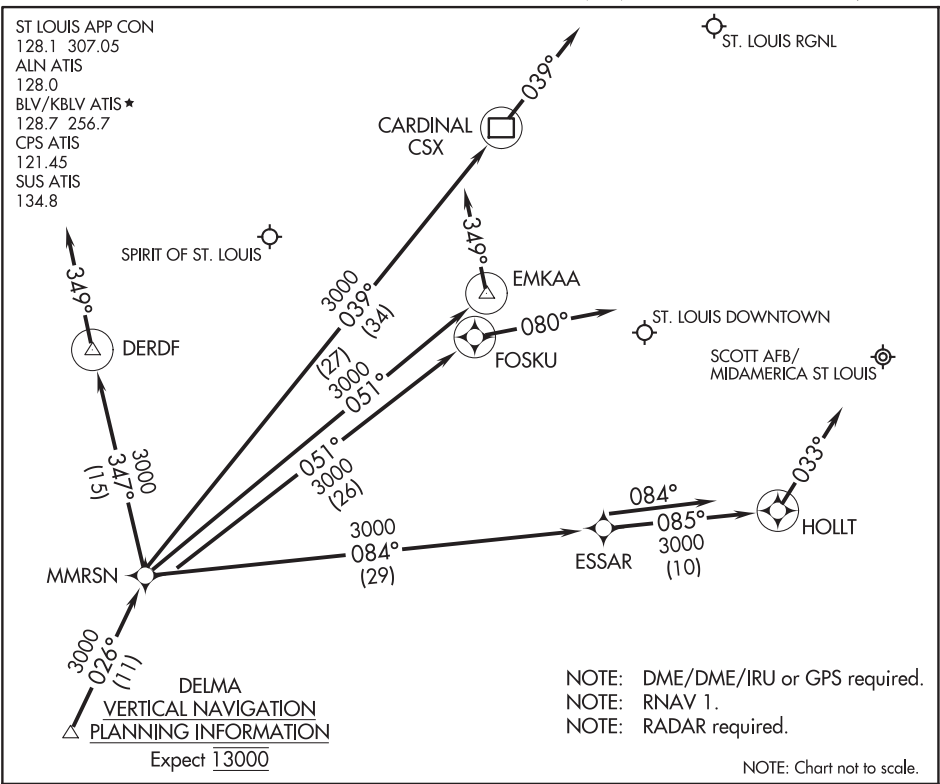 ST LOUIS APP CON
128.1 307.05
ALN ATIS
128.0
BLV/KBLV ATIS★
128.7 256.7
CPS ATIS
121.45
SUS ATIS
134.8
ST. LOUIS RGNL
039°
CARDINAL
CSX
SPIRIT OF ST. LOUIS
349°
349°
EMKAA
3000
039°
(34)
DERDF
080°
FOSKU
ST. LOUIS DOWNTOWN
SCOTT AFB/
MIDAMERICA ST LOUIS
(27)
3000
051°
051°
3000
(26)
3000
347°
(15)
033°
084°
085°
3000
(10)
HOLLT
3000
084°
(29)
ESSAR
MMRSN
3000
026°
(11)
DELMA
VERTICAL NAVIGATION
PLANNING INFORMATION
Expect 13000
NOTE: DME/DME/IRU or GPS required.
NOTE: RNAV 1.
NOTE: RADAR required.
NOTE: Chart not to scale.